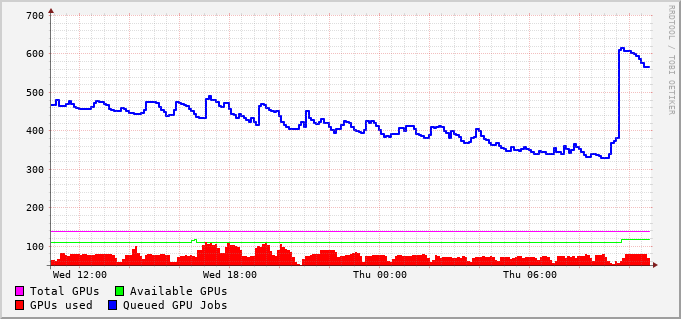 700
600
500
400
300
200
100
Wed 12:00 Wed 18:00 Thu 00:00 Thu 06:00
Total GPUs Available GPUs
GPUs used Queued GPU Jobs
RRDTOOL / TOBI OETIKER